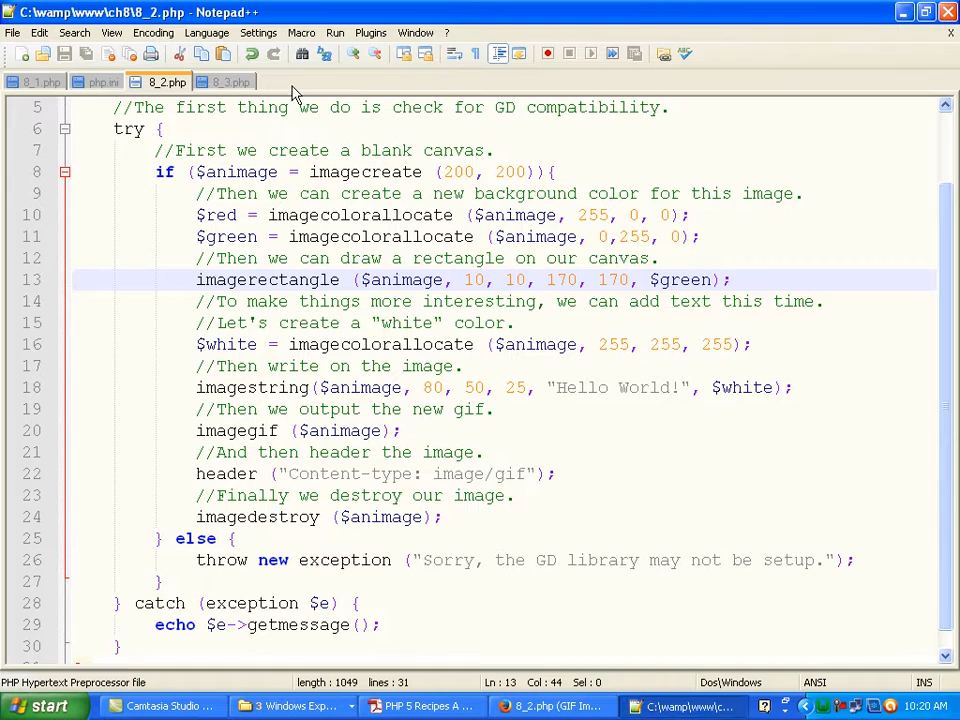 C:\wamp\www\ch8\8_2.php - Notepad++
File Edit Search View Encoding Language Settings Macro Run Plugins Window ? X
8_1.php php.ini 8_2.php 8_3.php
5 //The first thing we do is check for GD compatibility.
6 try {
7 //First we create a blank canvas.
8 if ($animage = imagecreate (200, 200)){
9 //Then we can create a new background color for this image.
10 $red = imagecolorallocate ($animage, 255, 0, 0);
11 $green = imagecolorallocate ($animage, 0,255, 0);
12 //Then we can draw a rectangle on our canvas.
13 imagerectangle ($animage, 10, 10, 170, 170, $green);
14 //To make things more interesting, we can add text this time.
15 //Let's create a "white" color.
16 $white = imagecolorallocate ($animage, 255, 255, 255);
17 //Then write on the image.
18 imagestring($animage, 80, 50, 25, "Hello World!", $white);
19 //Then we output the new gif.
20 imagegif ($animage);
21 //And then header the image.
22 header ("Content-type: image/gif");
23 //Finally we destroy our image.
24 imagedestroy ($animage);
25 } else {
26 throw new exception ("Sorry, the GD library may not be setup.");
27 }
28 } catch (exception $e) {
29 echo $e->getmessage();
30 }
PHP Hypertext Preprocessor file length : 1049 lines : 31 Ln : 13 Col : 44 Sel : 0 Dos\Windows ANSI INS
start Camtasia Studio ... 3 Windows Exp... PHP 5 Recipes A ... 8_2.php (GIF Im... C:\wamp\www\c... 10:20 AM